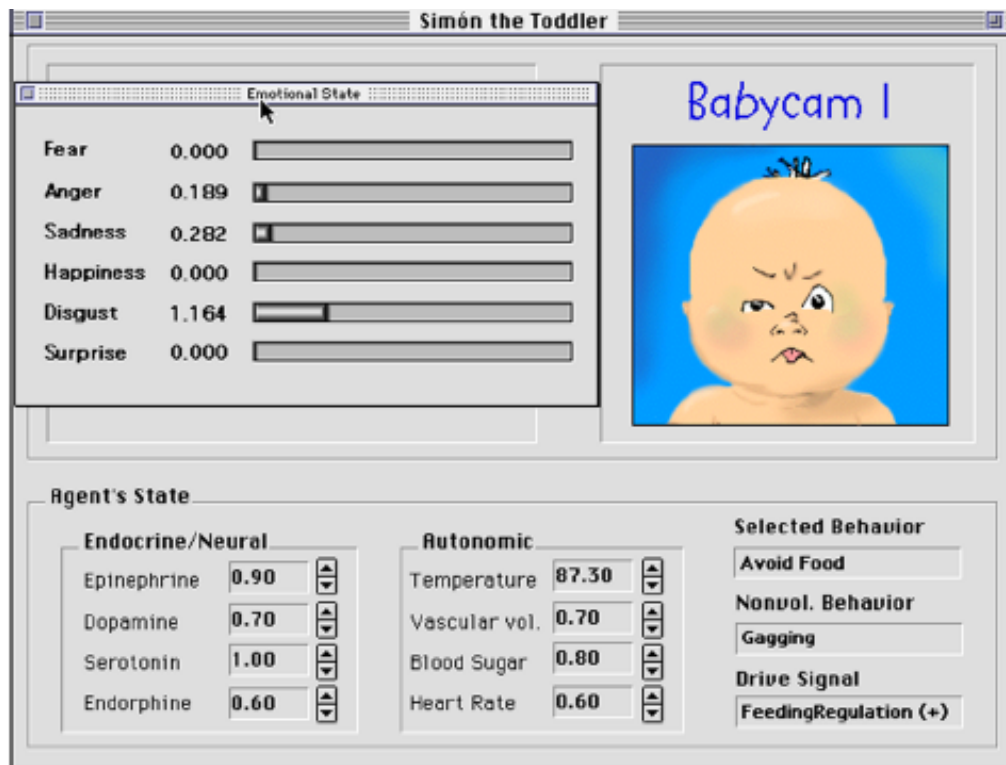 Simón the Toddler
Emotional State
Fear 0.000
Anger 0.189
Sadness 0.282
Happiness 0.000
Disgust 1.164
Surprise 0.000
Babycam 1
Agent's State
Endocrine/Neural
Epinephrine 0.90
Dopamine 0.70
Serotonin 1.00
Endorphine 0.60
Autonomic
Temperature 87.30
Vascular vol. 0.70
Blood Sugar 0.80
Heart Rate 0.60
Selected Behavior
Avoid Food
Nonvol. Behavior
Gagging
Drive Signal
FeedingRegulation (+)